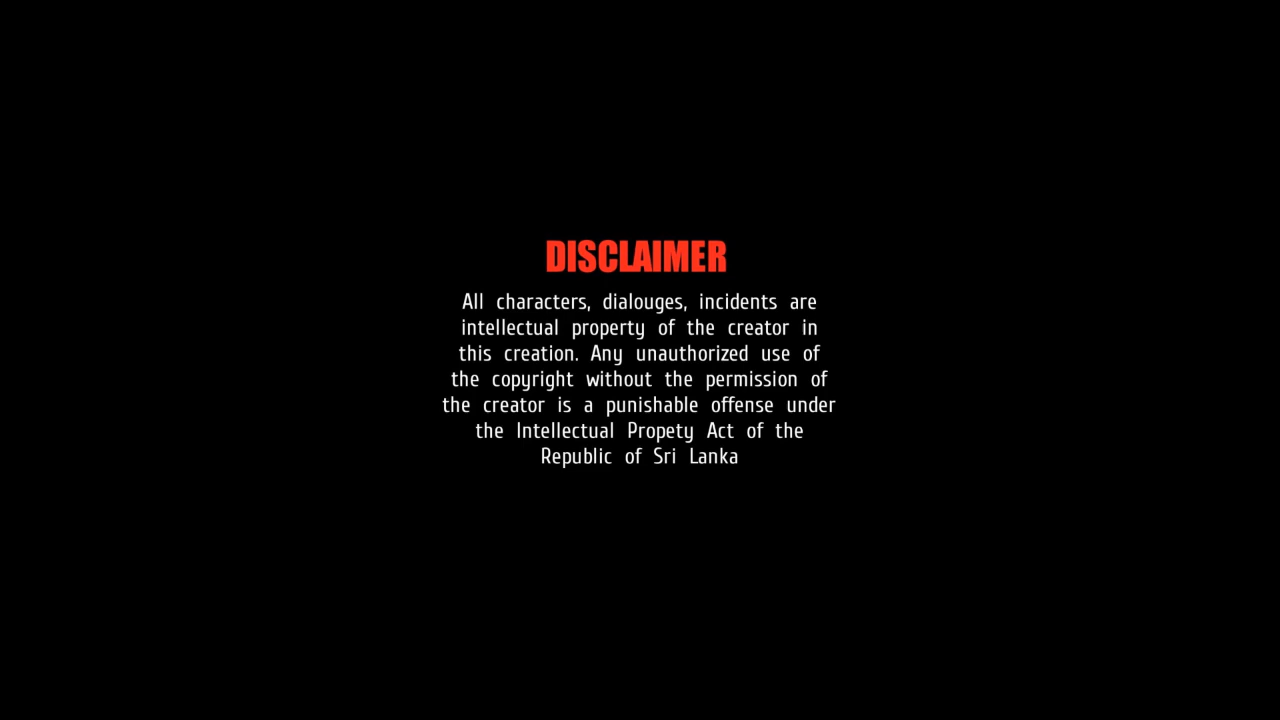 DISCLAIMER
All characters, dialouges, incidents are
intellectual property of the creator in
this creation. Any unauthorized use of
the copyright without the permission of
the creator is a punishable offense under
the Intellectual Propety Act of the
Republic of Sri Lanka